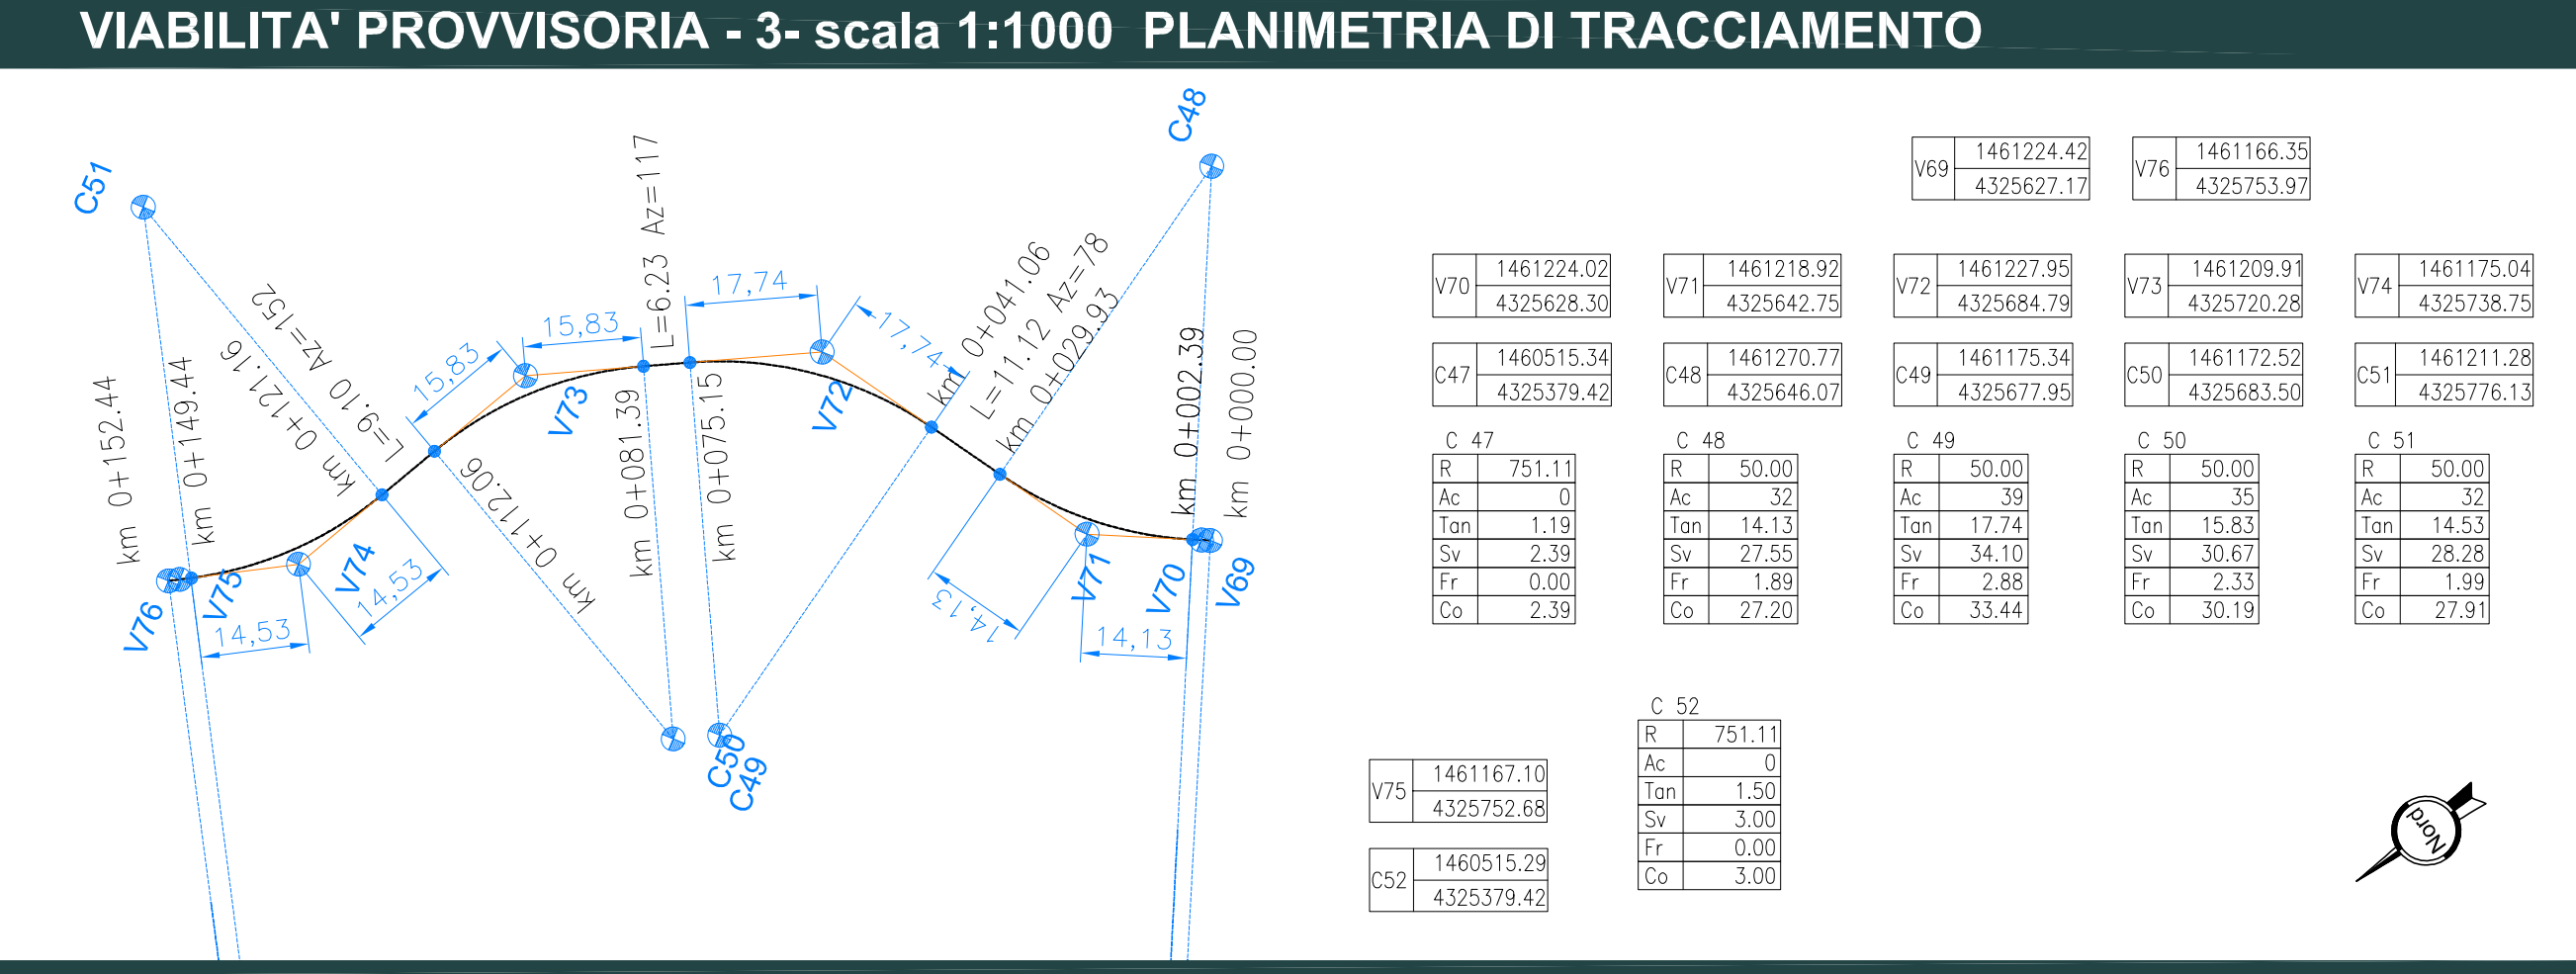 VIABILITA' PROVVISORIA - 3- scala 1:1000 PLANIMETRIA DI TRACCIAMENTO
C51
C48
km 0+152.44
km 0+149.44
km 0+121.16
L=9.10 Az=152
km 0+112.06
km 0+081.39
L=6.23 Az=117
km 0+075.15
km 0+041.06
L=11.12 Az=78
km 0+029.93
km 0+002.39
km 0+000.00
15,83
15,83
17,74
17,74
14,53
14,53
14,13
14,13
V76
V75
V74
V73
V72
V71
V70
V69
C50
C49
V69 1461224.42
4325627.17
V76 1461166.35
4325753.97
V70 1461224.02
4325628.30
V71 1461218.92
4325642.75
V72 1461227.95
4325684.79
V73 1461209.91
4325720.28
V74 1461175.04
4325738.75
C47 1460515.34
4325379.42
C48 1461270.77
4325646.07
C49 1461175.34
4325677.95
C50 1461172.52
4325683.50
C51 1461211.28
4325776.13
C 47
R 751.11
Ac 0
Tan 1.19
Sv 2.39
Fr 0.00
Co 2.39
C 48
R 50.00
Ac 32
Tan 14.13
Sv 27.55
Fr 1.89
Co 27.20
C 49
R 50.00
Ac 39
Tan 17.74
Sv 34.10
Fr 2.88
Co 33.44
C 50
R 50.00
Ac 35
Tan 15.83
Sv 30.67
Fr 2.33
Co 30.19
C 51
R 50.00
Ac 32
Tan 14.53
Sv 28.28
Fr 1.99
Co 27.91
V75 1461167.10
4325752.68
C52 1460515.29
4325379.42
C 52
R 751.11
Ac 0
Tan 1.50
Sv 3.00
Fr 0.00
Co 3.00
Nord